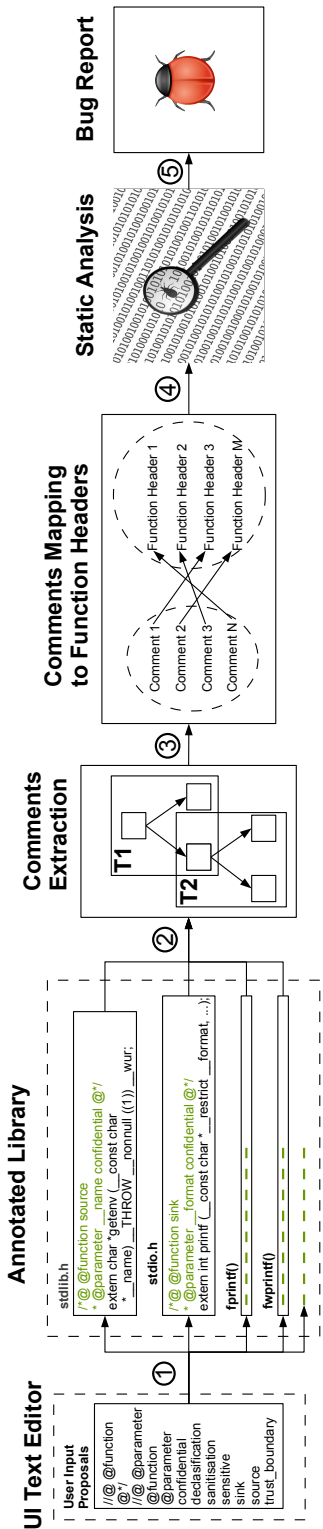 UI Text Editor
User Input
Proposals
//@ @function
@*/
//@ @parameter
@function
@parameter
confidential
declasification
sanitisation
sensitive
sink
source
trust_boundary
①
Annotated Library
stdlib.h
/*@ @function source
* @parameter __name confidential @*/
extern char *getenv (__const char
*__name) __THROW __nonnull ((1)) __wur;
stdio.h
/*@ @function sink
* @parameter __format confidential @*/
extern int printf (__const char *__restrict __format, ...);
fprintf()
fwprintf()
②
Comments
Extraction
T1
T2
③
Comments Mapping
to Function Headers
Comment 1
Comment 2
Comment 3
Comment N
Function Header 1
Function Header 2
Function Header 3
Function Header M
④
Static Analysis
⑤
Bug Report